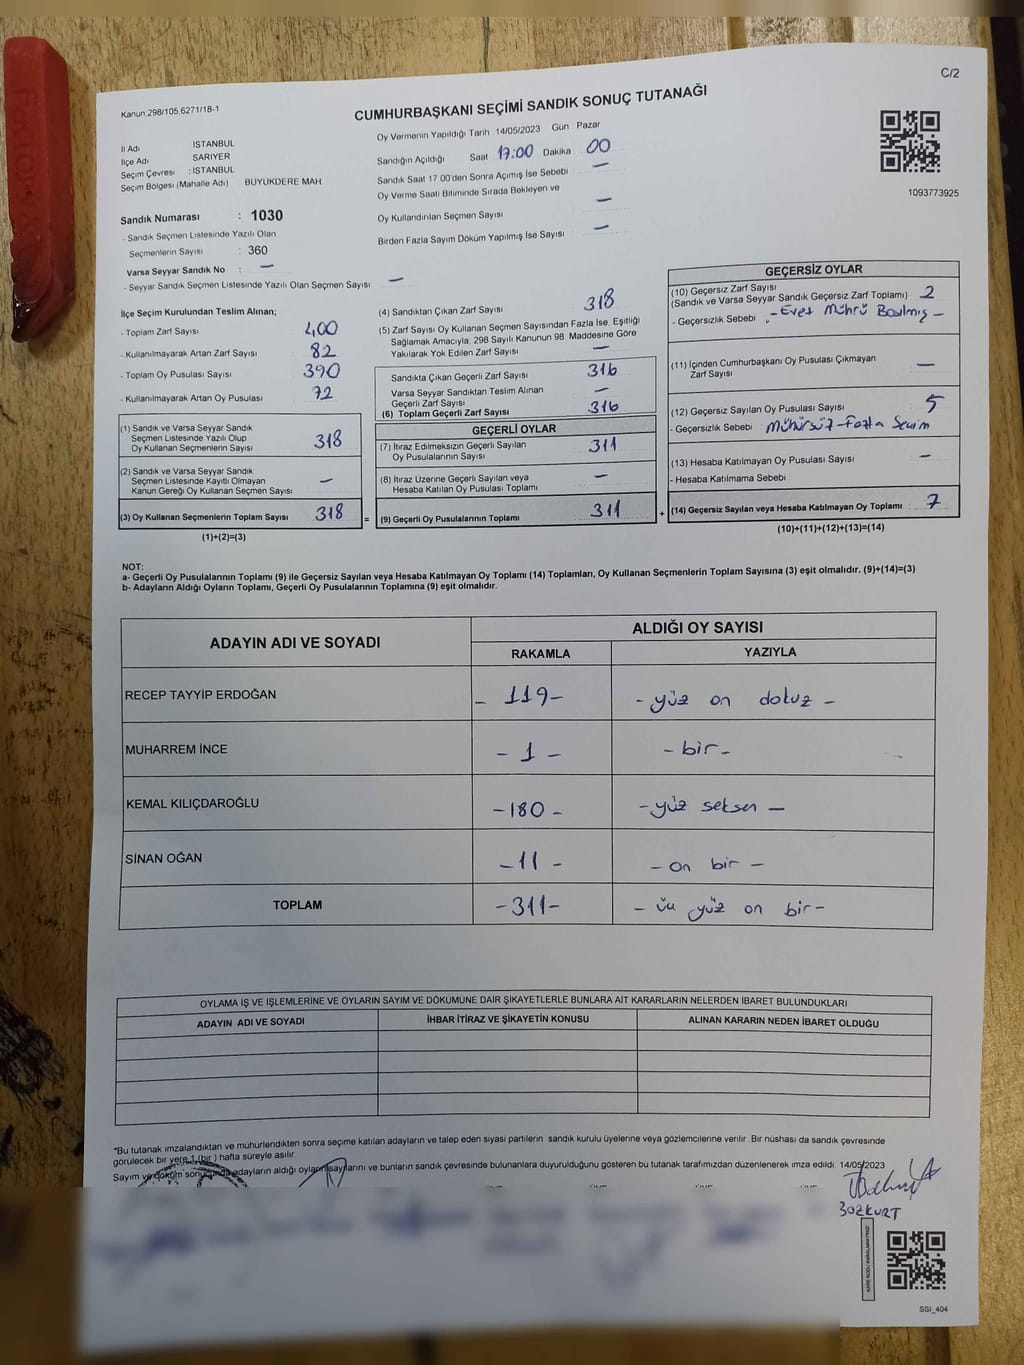 C/2
Kanun.298/105,6271/18-1
CUMHURBAŞKANI SEÇİMİ SANDIK SONUÇ TUTANAĞI
İl Adı İSTANBUL
İlçe Adı SARIYER
Seçim Çevresi : İSTANBUL
Seçim Bölgesi (Mahalle Adı) BÜYÜKDERE MAH
Sandık Numarası : 1030
- Sandık Seçmen Listesinde Yazılı Olan
Seçmenlerin Sayısı : 360
Varsa Seyyar Sandık No : —
- Seyyar Sandık Seçmen Listesinde Yazılı Olan Seçmen Sayısı —
Oy Vermenin Yapıldığı Tarih 14/05/2023 Gün : Pazar
Sandığın Açıldığı Saat 17:00 Dakika 00
Sandık Saat 17.00'den Sonra Açımış İse Sebebi —
Oy Verme Saati Bitiminde Sırada Bekleyen ve
Oy Kullandırılan Seçmen Sayısı —
Birden Fazla Sayım Döküm Yapılmış İse Sayısı —
1093773925
İlçe Seçim Kurulundan Teslim Alınan;
- Toplam Zarf Sayısı 400
- Kullanılmayarak Artan Zarf Sayısı 82
- Toplam Oy Pusulası Sayısı 390
- Kullanılmayarak Artan Oy Pusulası 72
(1) Sandık ve Varsa Seyyar Sandık
Seçmen Listesinde Yazılı Olup
Oy Kullanan Seçmenlerin Sayısı 318
(2) Sandık ve Varsa Seyyar Sandık
Seçmen Listesinde Kayıtlı Olmayan
Kanun Gereği Oy Kullanan Seçmen Sayısı —
(3) Oy Kullanan Seçmenlerin Toplam Sayısı 318
(1)+(2)=(3)
(4) Sandıktan Çıkan Zarf Sayısı 318
(5) Zarf Sayısı Oy Kullanan Seçmen Sayısından Fazla İse, Eşitliği
Sağlamak Amacıyla, 298 Sayılı Kanunun 98. Maddesine Göre
Yakılarak Yok Edilen Zarf Sayısı —
Sandıkta Çıkan Geçerli Zarf Sayısı 316
Varsa Seyyar Sandıktan Teslim Alınan
Geçerli Zarf Sayısı —
(6) Toplam Geçerli Zarf Sayısı 316
GEÇERLİ OYLAR
(7) İtiraz Edilmeksizin Geçerli Sayılan
Oy Pusulalarının Sayısı 311
(8) İtiraz Üzerine Geçerli Sayılan veya
Hesaba Katılan Oy Pusulası Toplamı —
= (9) Geçerli Oy Pusulalarının Toplamı 311
GEÇERSİZ OYLAR
(10) Geçersiz Zarf Sayısı
(Sandık ve Varsa Seyyar Sandık Geçersiz Zarf Toplamı) 2
- Geçersizlik Sebebi - Evet Mührü Basılmış -
(11) İçinden Cumhurbaşkanı Oy Pusulası Çıkmayan
Zarf Sayısı —
(12) Geçersiz Sayılan Oy Pusulası Sayısı 5
- Geçersizlik Sebebi Mühürsüz-Fazla Seçim
(13) Hesaba Katılmayan Oy Pusulası Sayısı —
- Hesaba Katılmama Sebebi
+ (14) Geçersiz Sayılan veya Hesaba Katılmayan Oy Toplamı 7
(10)+(11)+(12)+(13)=(14)
NOT:
a- Geçerli Oy Pusulalarının Toplamı (9) ile Geçersiz Sayılan veya Hesaba Katılmayan Oy Toplamı (14) Toplamları, Oy Kullanan Seçmenlerin Toplam Sayısına (3) eşit olmalıdır. (9)+(14)=(3)
b- Adayların Aldığı Oyların Toplamı, Geçerli Oy Pusulalarının Toplamına (9) eşit olmalıdır.
ADAYIN ADI VE SOYADI ALDIĞI OY SAYISI
RAKAMLA YAZIYLA
RECEP TAYYİP ERDOĞAN - 119 - - yüz on dokuz -
MUHARREM İNCE - 1 - - bir -
KEMAL KILIÇDAROĞLU - 180 - - yüz seksen -
SİNAN OĞAN - 11 - - on bir -
TOPLAM - 311 - - üç yüz on bir -
OYLAMA İŞ VE İŞLEMLERİNE VE OYLARIN SAYIM VE DÖKÜMÜNE DAİR ŞİKAYETLERLE BUNLARA AİT KARARLARIN NELERDEN İBARET BULUNDUKLARI
ADAYIN ADI VE SOYADI İHBAR İTİRAZ VE ŞİKAYETİN KONUSU ALINAN KARARIN NEDEN İBARET OLDUĞU
*Bu tutanak imzalandıktan ve mühürlendikten sonra seçime katılan adayların ve talep eden siyasi partilerin sandık kurulu üyelerine veya gözlemcilerine verilir. Bir nüshası da sandık çevresinde
görülecek bir yere 1 (bir ) hafta süreyle asılır.
Sayım ve döküm sonucunda adayların aldığı oyların sayılarını ve bunların sandık çevresinde bulunanlara duyurulduğunu gösteren bu tutanak tarafımızdan düzenlenerek imza edildi. 14/05/2023
BOZKURT
SSI_404